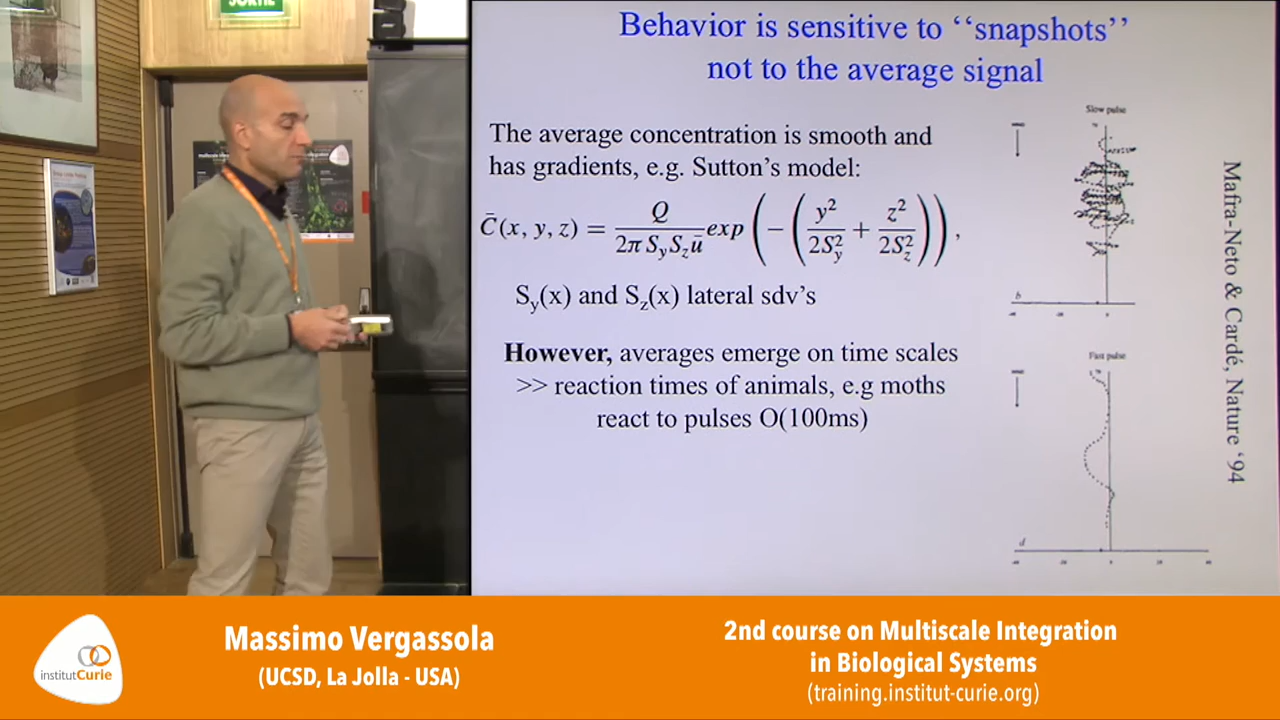 SORTIE
Behavior is sensitive to ‘‘snapshots’’
not to the average signal
The average concentration is smooth and
has gradients, e.g. Sutton’s model:
C̄(x, y, z) = Q / (2π S_y S_z ū) exp ( − ( y² / 2S_y² + z² / 2S_z² ) ) ,
S_y(x) and S_z(x) lateral sdv’s
However, averages emerge on time scales
>> reaction times of animals, e.g moths
react to pulses O(100ms)
Slow pulse
b
Fast pulse
d
Mafra-Neto & Cardé, Nature ‘94
institutCurie
Massimo Vergassola
(UCSD, La Jolla - USA)
2nd course on Multiscale Integration
in Biological Systems
(training.institut-curie.org)